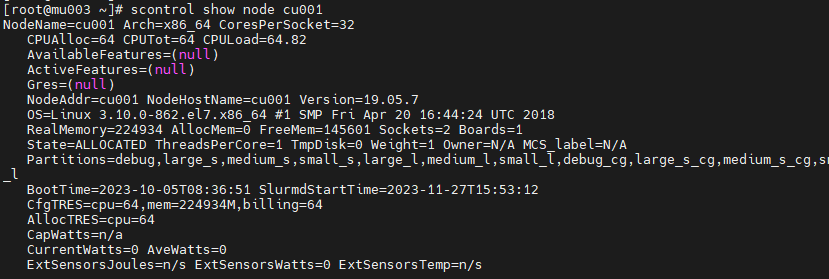 [root@mu003 ~]# scontrol show node cu001
NodeName=cu001 Arch=x86_64 CoresPerSocket=32
CPUAlloc=64 CPUTot=64 CPULoad=64.82
AvailableFeatures=(null)
ActiveFeatures=(null)
Gres=(null)
NodeAddr=cu001 NodeHostName=cu001 Version=19.05.7
OS=Linux 3.10.0-862.el7.x86_64 #1 SMP Fri Apr 20 16:44:24 UTC 2018
RealMemory=224934 AllocMem=0 FreeMem=145601 Sockets=2 Boards=1
State=ALLOCATED ThreadsPerCore=1 TmpDisk=0 Weight=1 Owner=N/A MCS_label=N/A
Partitions=debug,large_s,medium_s,small_s,large_l,medium_l,small_l,debug_cg,large_s_cg,medium_s_cg,s
_l
BootTime=2023-10-05T08:36:51 SlurmdStartTime=2023-11-27T15:53:12
CfgTRES=cpu=64,mem=224934M,billing=64
AllocTRES=cpu=64
CapWatts=n/a
CurrentWatts=0 AveWatts=0
ExtSensorsJoules=n/s ExtSensorsWatts=0 ExtSensorsTemp=n/s